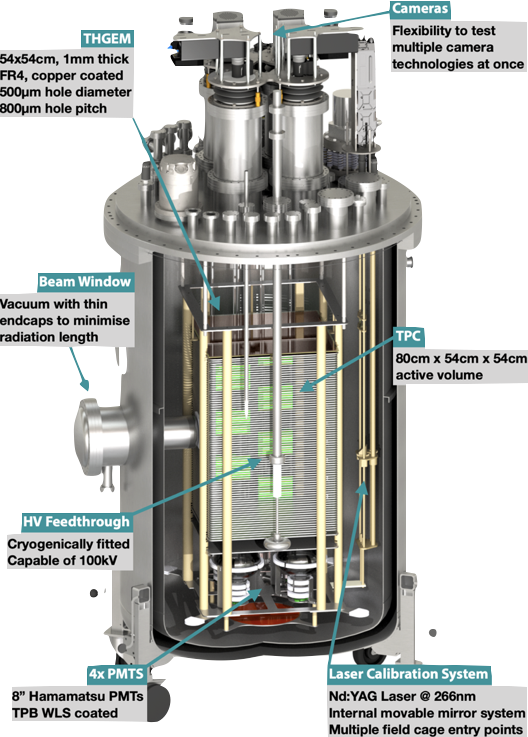 Cameras
Flexibility to test
multiple camera
technologies at once
THGEM
54x54cm, 1mm thick
FR4, copper coated
500µm hole diameter
800µm hole pitch
Beam Window
Vacuum with thin
endcaps to minimise
radiation length
TPC
80cm x 54cm x 54cm
active volume
HV Feedthrough
Cryogenically fitted
Capable of 100kV
4x PMTS
8” Hamamatsu PMTs
TPB WLS coated
Laser Calibration System
Nd:YAG Laser @ 266nm
Internal movable mirror system
Multiple field cage entry points